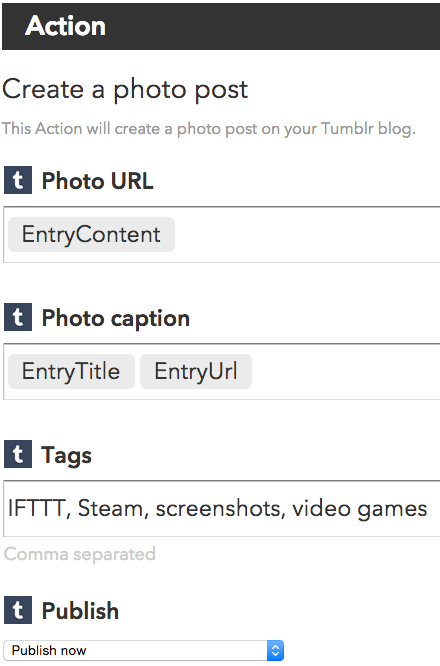 Action
Create a photo post
This Action will create a photo post on your Tumblr blog.
t Photo URL
EntryContent
t Photo caption
EntryTitle EntryUrl
t Tags
IFTTT, Steam, screenshots, video games
Comma separated
t Publish
Publish now